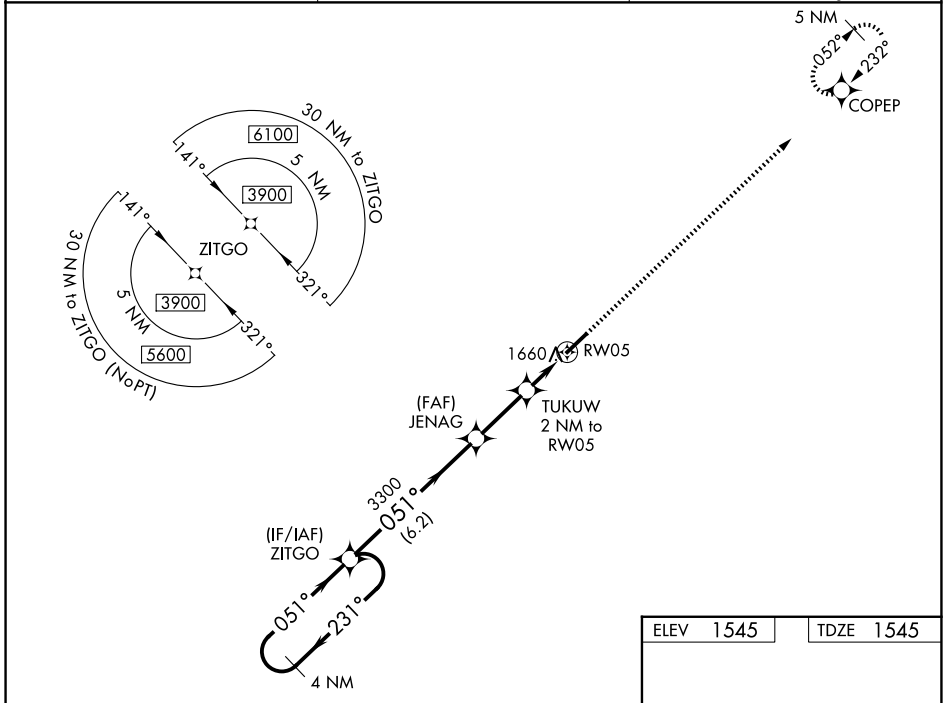 5 NM
052°
232°
COPEP
30 NM to ZITGO
6100
5 NM
3900
141°
321°
ZITGO
141°
321°
3900
5 NM
5600
30 NM to ZITGO (NoPT)
1660
RW05
TUKUW
2 NM to
RW05
(FAF)
JENAG
3300
051°
(6.2)
(IF/IAF)
ZITGO
051°
231°
4 NM
ELEV 1545
TDZE 1545